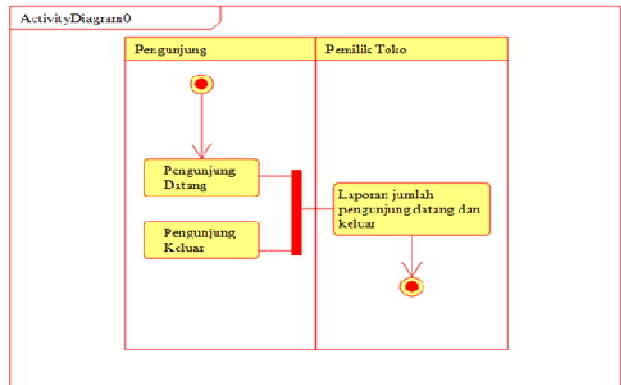 ActivityDiagram0
Pengunjung
Pemilik Toko
Pengunjung
Datang
Laporan jumlah
pengunjung datang dan
keluar
Pengunjung
Keluar